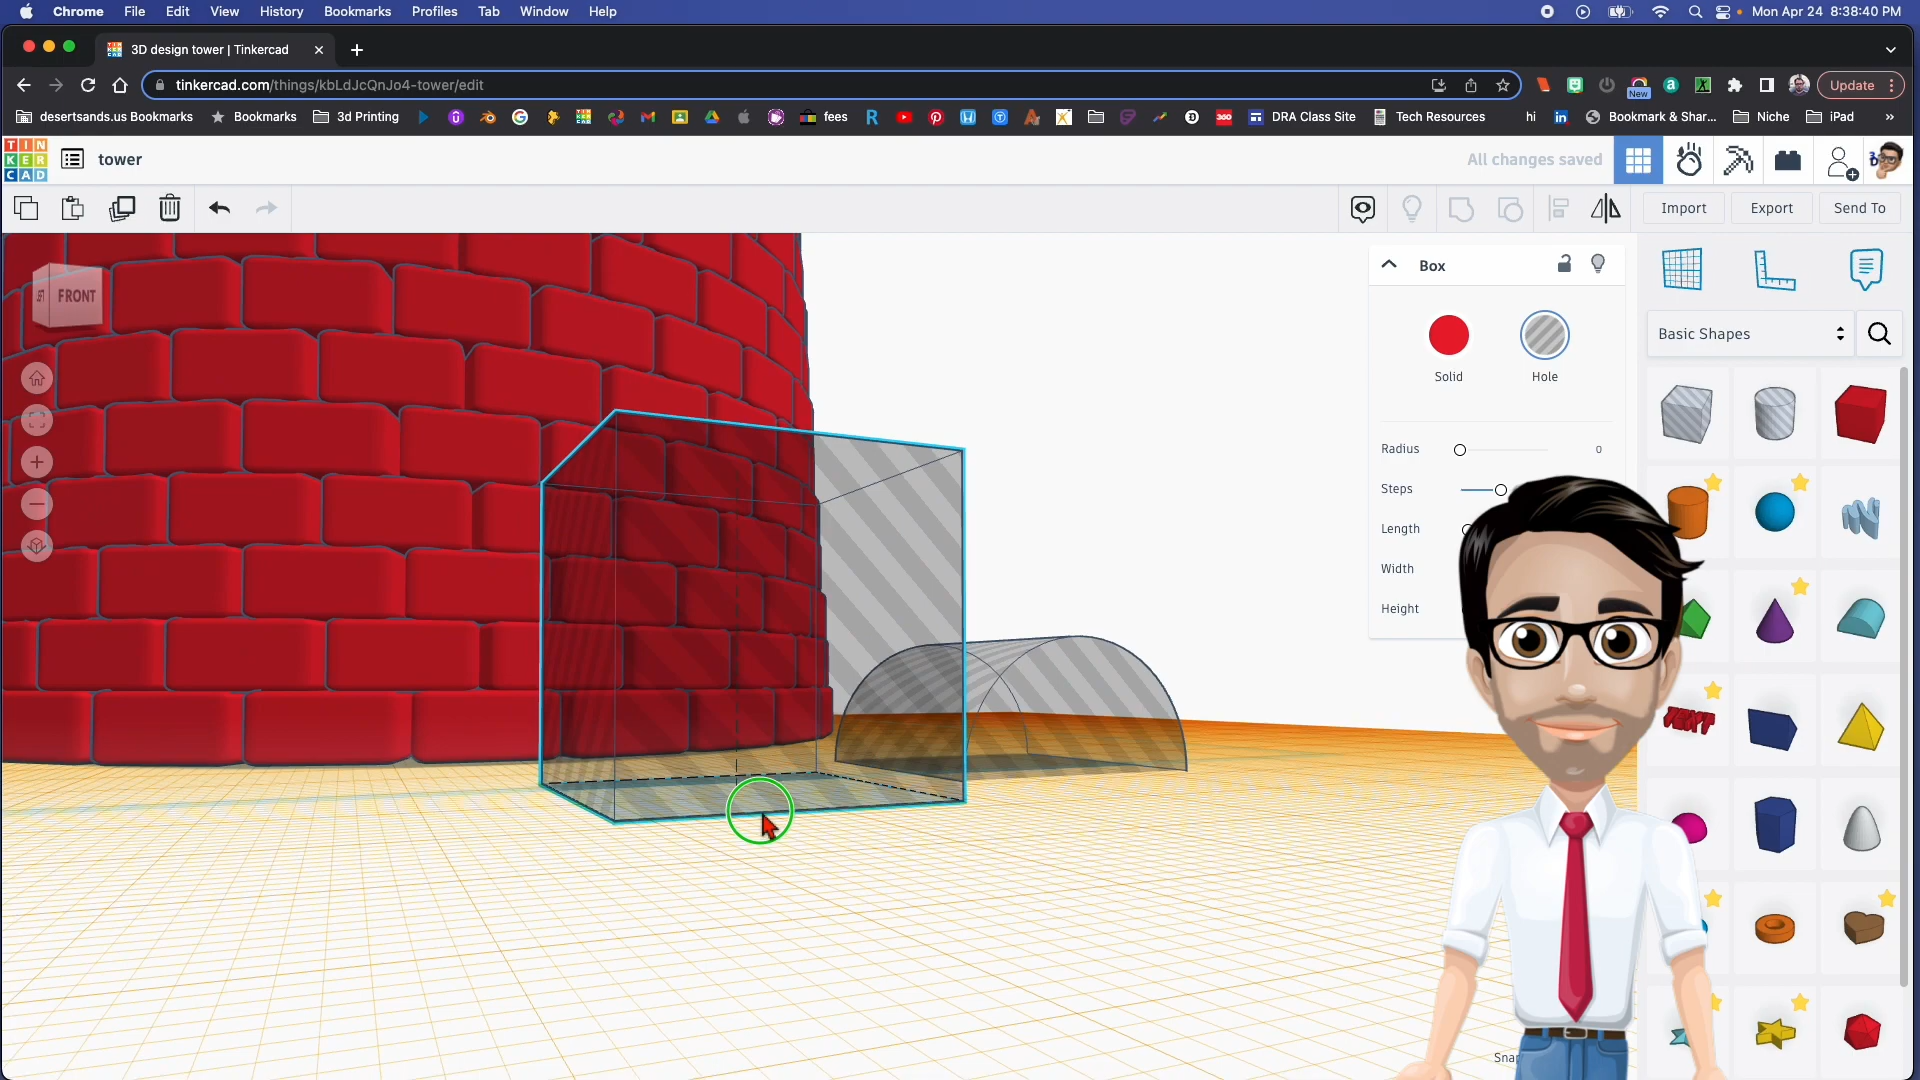 Chrome File Edit View History Bookmarks Profiles Tab Window Help Mon Apr 24 8:38:40 PM
3D design tower | Tinkercad
tinkercad.com/things/kbLdJcQnJo4-tower/edit
New
Update
desertsands.us Bookmarks Bookmarks 3d Printing fees DRA Class Site Tech Resources hi Bookmark & Shar... Niche iPad »
TIN
KER
CAD
tower
All changes saved
Import Export Send To
FRONT
Box
Solid Hole
Basic Shapes
Radius 0
Steps
Length
Width
Height
TEXT
Snap